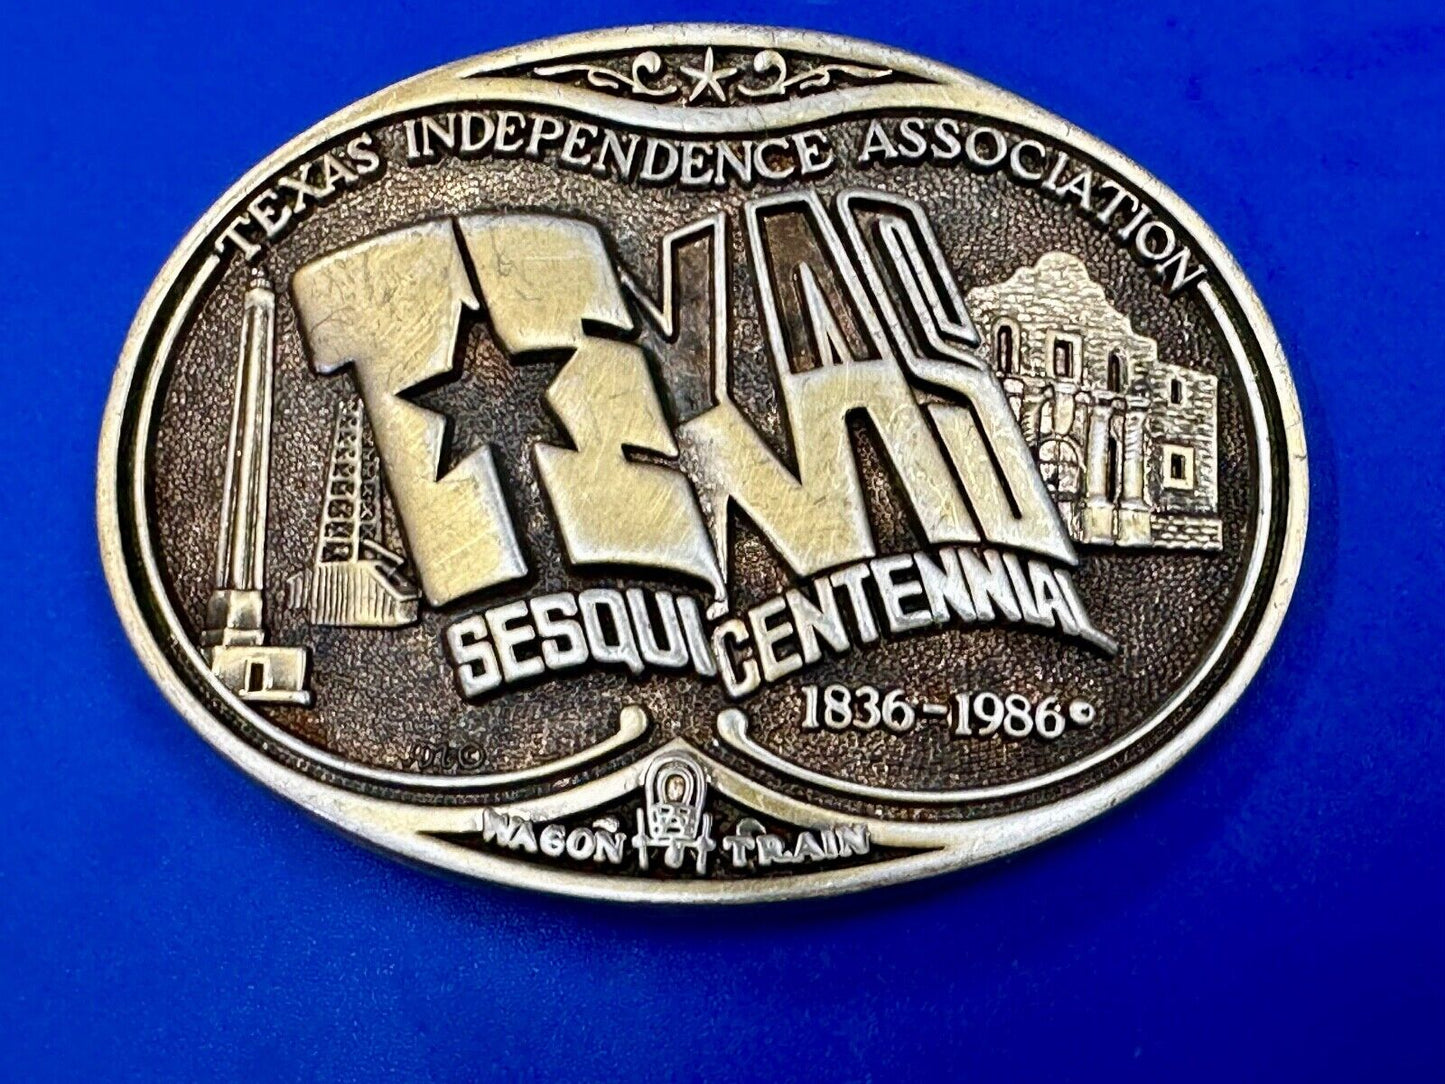 TEXAS INDEPENDENCE ASSOCIATION
TEXAS
SESQUICENTENNIAL
1836-1986©
WAGON TRAIN